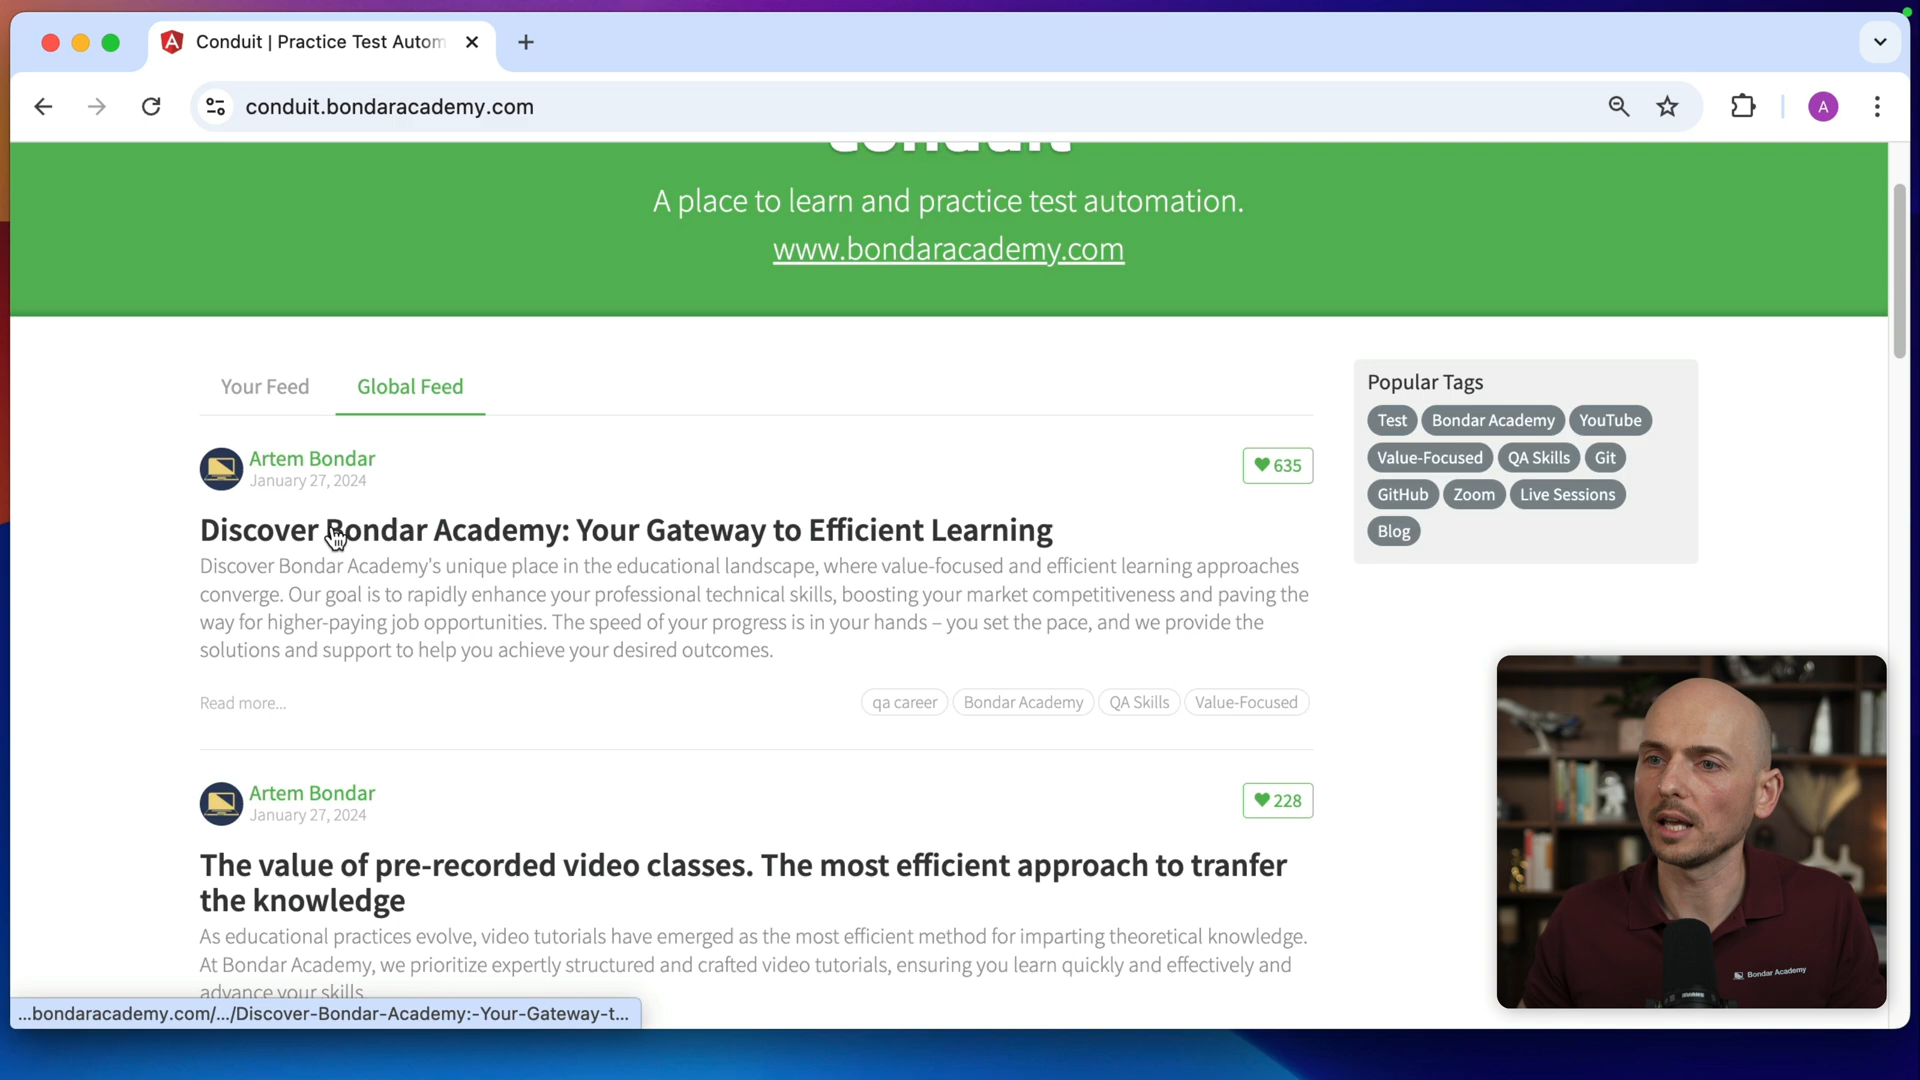 Conduit | Practice Test Autom
conduit.bondaracademy.com
A
conduit
A place to learn and practice test automation.
www.bondaracademy.com
Your Feed
Global Feed
Popular Tags
Test
Bondar Academy
YouTube
Value-Focused
QA Skills
Git
GitHub
Zoom
Live Sessions
Blog
Artem Bondar
January 27, 2024
635
Discover Bondar Academy: Your Gateway to Efficient Learning
Discover Bondar Academy's unique place in the educational landscape, where value-focused and efficient learning approaches
converge. Our goal is to rapidly enhance your professional technical skills, boosting your market competitiveness and paving the
way for higher-paying job opportunities. The speed of your progress is in your hands – you set the pace, and we provide the
solutions and support to help you achieve your desired outcomes.
Read more...
qa career
Bondar Academy
QA Skills
Value-Focused
Artem Bondar
January 27, 2024
228
The value of pre-recorded video classes. The most efficient approach to tranfer
the knowledge
As educational practices evolve, video tutorials have emerged as the most efficient method for imparting theoretical knowledge.
At Bondar Academy, we prioritize expertly structured and crafted video tutorials, ensuring you learn quickly and effectively and
advance your skills.
...bondaracademy.com/.../Discover-Bondar-Academy:-Your-Gateway-t...
Bondar Academy